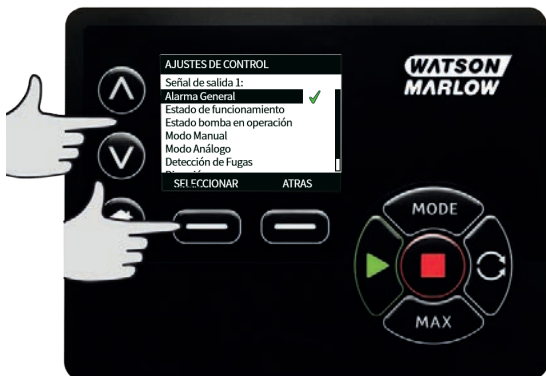 AJUSTES DE CONTROL
Señal de salida 1:
Alarma General
Estado de funcionamiento
Estado bomba en operación
Modo Manual
Modo Análogo
Detección de Fugas
SELECCIONAR ATRAS
WATSON
MARLOW
MODE
MAX